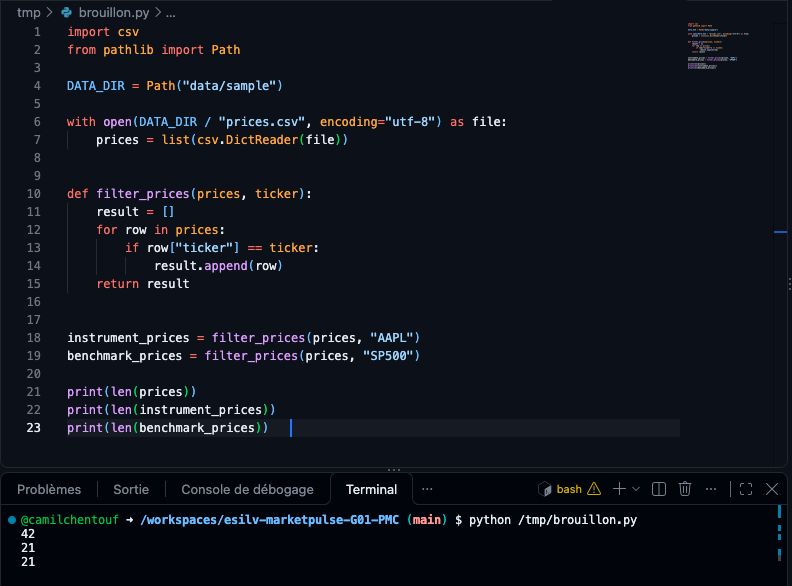 tmp > brouillon.py > ...
1 import csv
2 from pathlib import Path
3
4 DATA_DIR = Path("data/sample")
5
6 with open(DATA_DIR / "prices.csv", encoding="utf-8") as file:
7     prices = list(csv.DictReader(file))
8
9
10 def filter_prices(prices, ticker):
11     result = []
12     for row in prices:
13         if row["ticker"] == ticker:
14             result.append(row)
15     return result
16
17
18 instrument_prices = filter_prices(prices, "AAPL")
19 benchmark_prices = filter_prices(prices, "SP500")
20
21 print(len(prices))
22 print(len(instrument_prices))
23 print(len(benchmark_prices))
Problèmes Sortie Console de débogage Terminal ... bash
@camilchentouf → /workspaces/esilv-marketpulse-G01-PMC (main) $ python /tmp/brouillon.py
42
21
21